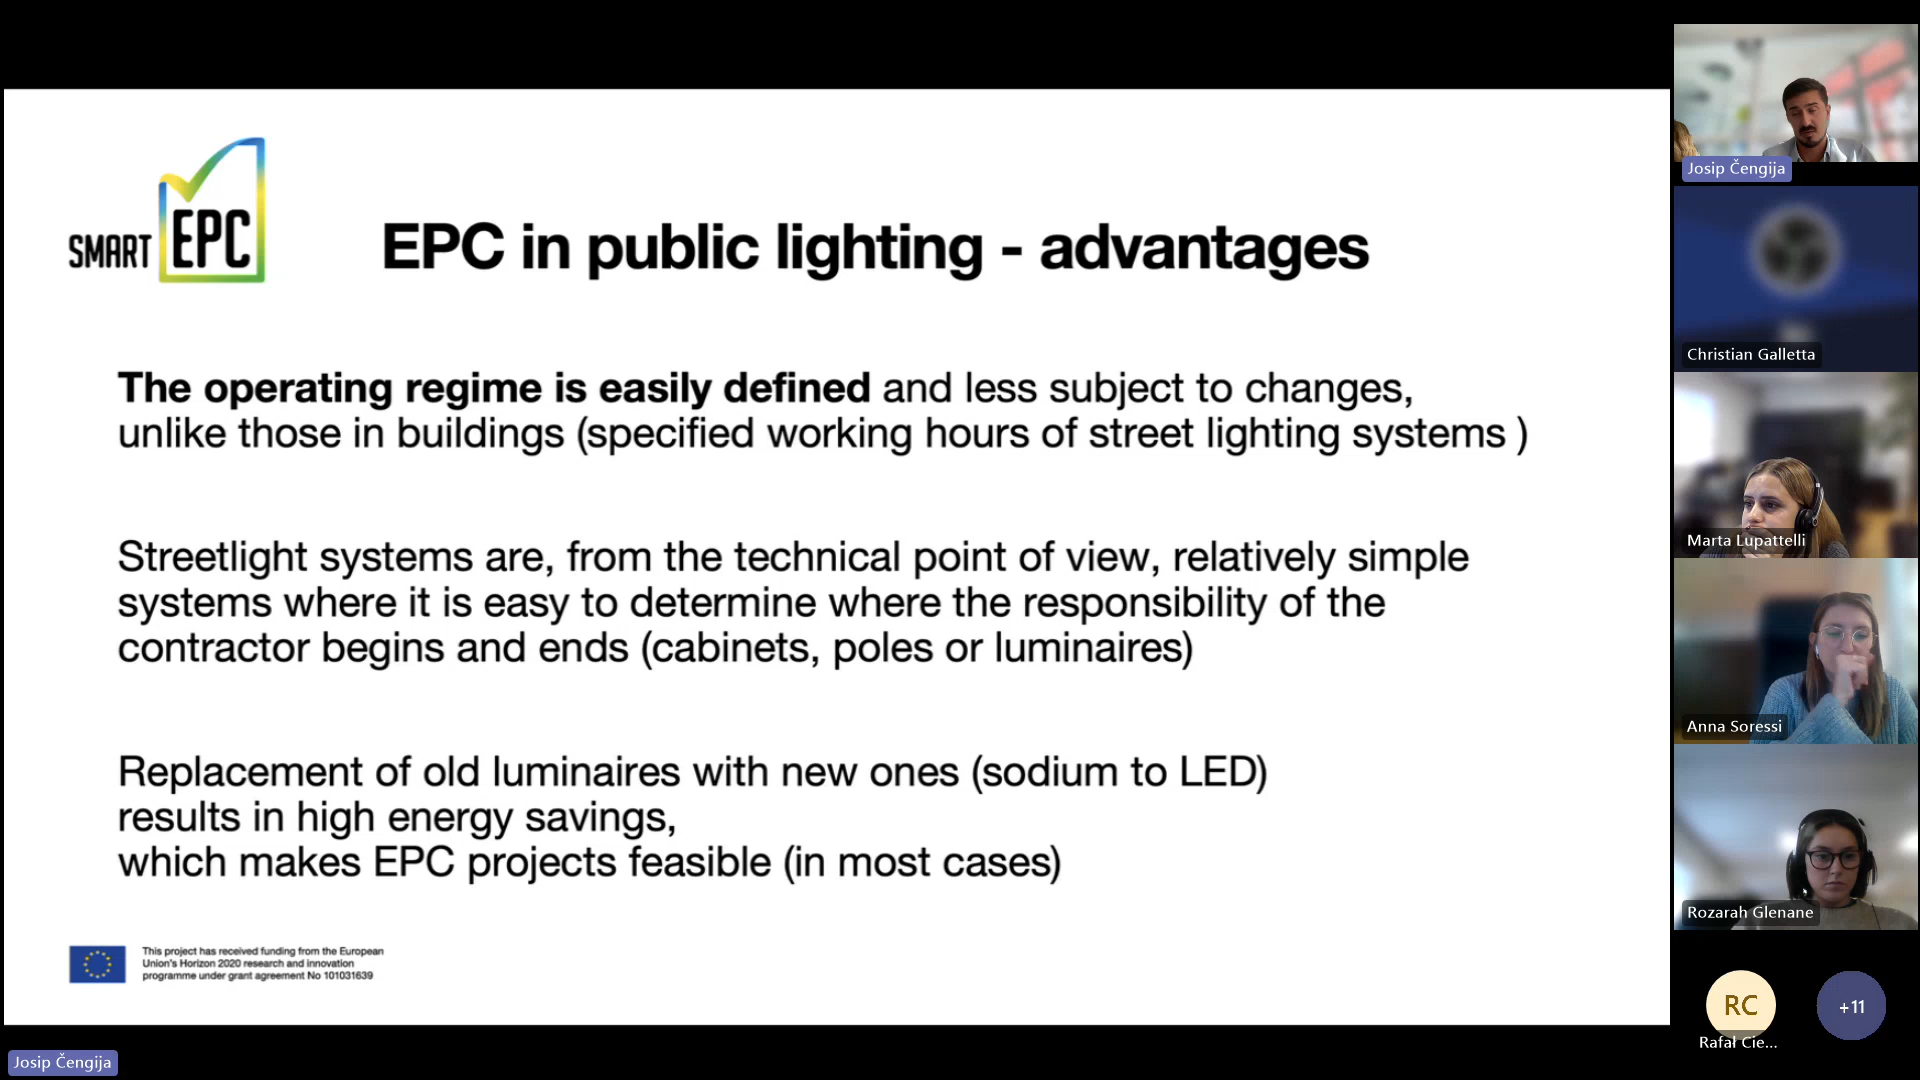 SMART EPC
EPC in public lighting - advantages
The operating regime is easily defined and less subject to changes,
unlike those in buildings (specified working hours of street lighting systems )
Streetlight systems are, from the technical point of view, relatively simple
systems where it is easy to determine where the responsibility of the
contractor begins and ends (cabinets, poles or luminaires)
Replacement of old luminaires with new ones (sodium to LED)
results in high energy savings,
which makes EPC projects feasible (in most cases)
This project has received funding from the European
Union's Horizon 2020 research and innovation
programme under grant agreement No 101031639
Josip Čengija
Josip Čengija
Christian Galletta
Marta Lupattelli
Anna Soressi
Rozarah Glenane
RC
Rafał Cie...
+11